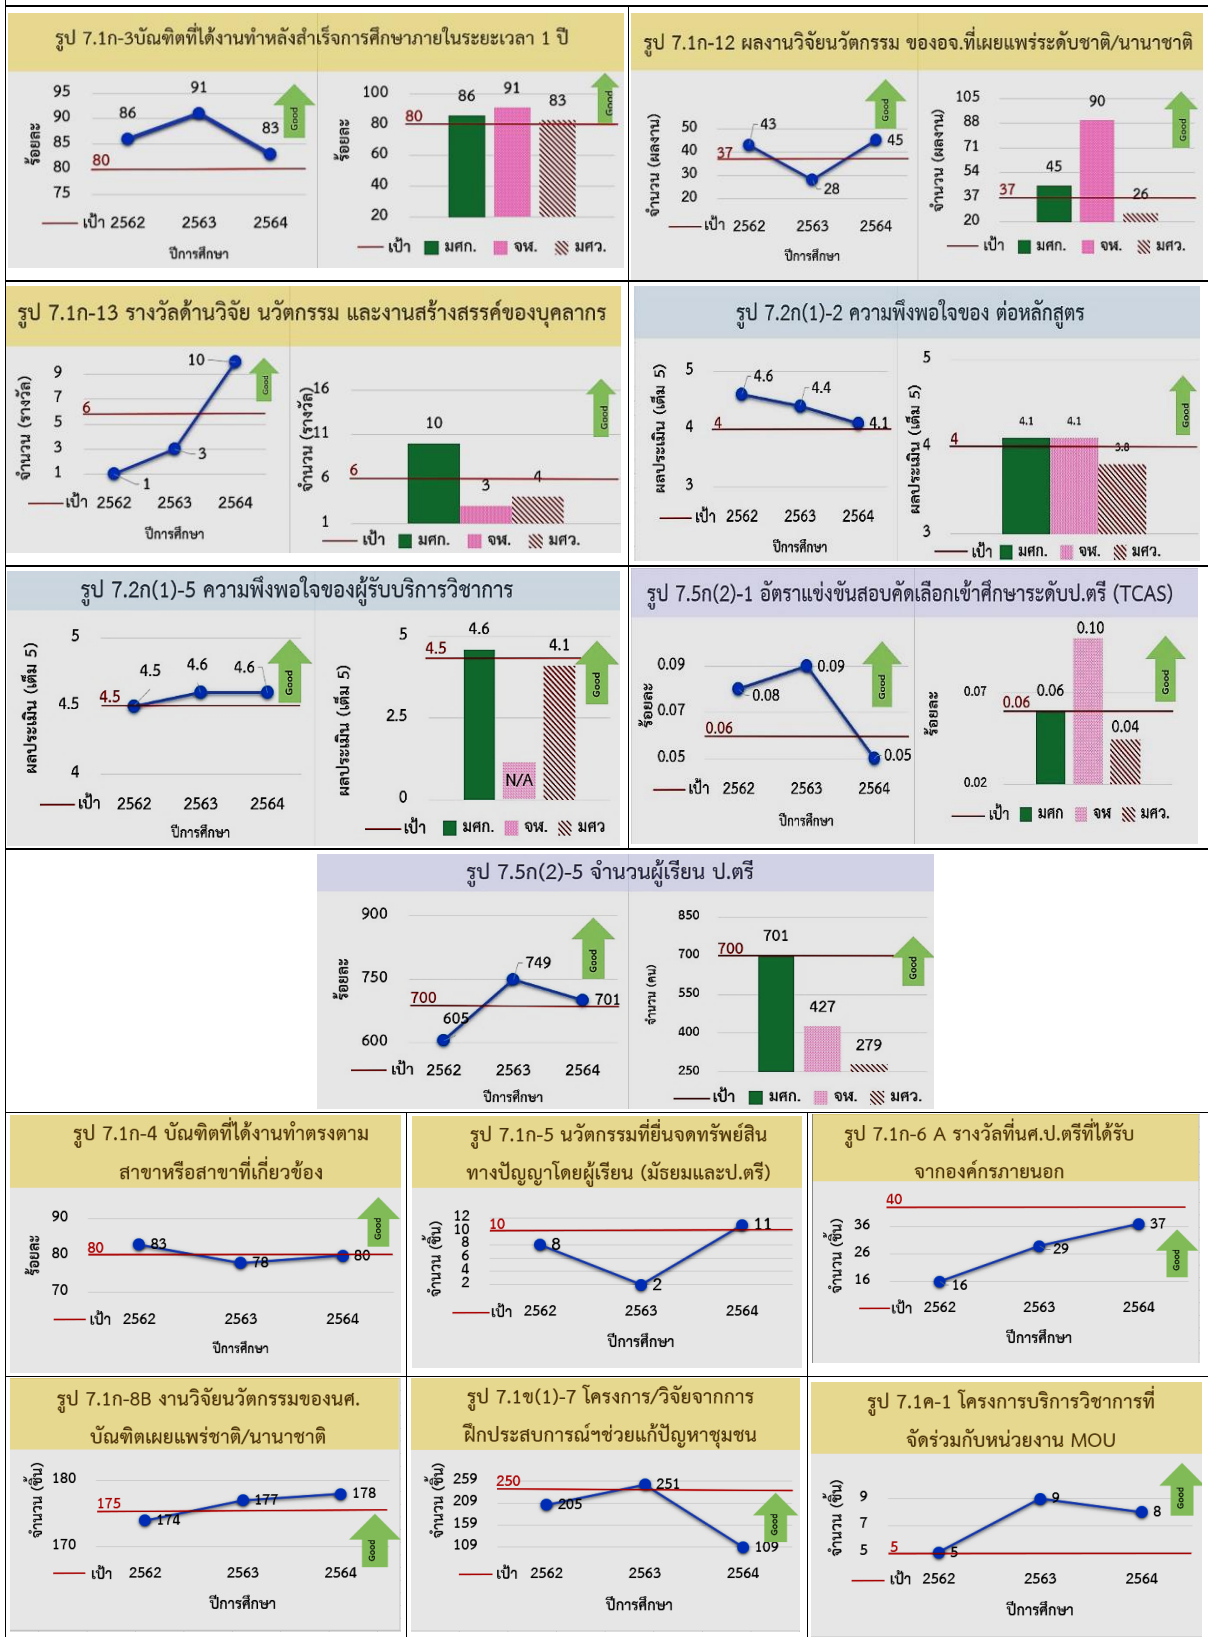 รูป 7.1ก-3บัณฑิตที่ได้งานทำหลังสำเร็จการศึกษาภายในระยะเวลา 1 ปี
ร้อยละ
95
90
85
80
75
80
86
91
83
Good
เป้า 2562 2563 2564
ปีการศึกษา
ร้อยละ
100
80
60
40
20
80
86
91
83
Good
เป้า มศก. จฬ. มศว.
รูป 7.1ก-12 ผลงานวิจัยนวัตกรรม ของอจ.ที่เผยแพร่ระดับชาติ/นานาชาติ
จำนวน (ผลงาน)
50
40
30
20
37
43
28
45
Good
เป้า 2562 2563 2564
ปีการศึกษา
จำนวน (ผลงาน)
105
88
71
54
37
20
37
45
90
26
Good
เป้า มศก. จฬ. มศว.
รูป 7.1ก-13 รางวัลด้านวิจัย นวัตกรรม และงานสร้างสรรค์ของบุคลากร
จำนวน (รางวัล)
9
7
5
3
1
6
1
3
10
Good
เป้า 2562 2563 2564
ปีการศึกษา
จำนวน (รางวัล)
16
11
6
1
6
10
3
4
Good
เป้า มศก. จฬ. มศว.
รูป 7.2ก(1)-2 ความพึงพอใจของ ต่อหลักสูตร
ผลประเมิน (เต็ม 5)
5
4
3
4
4.6
4.4
4.1
เป้า 2562 2563 2564
ปีการศึกษา
ผลประเมิน (เต็ม 5)
5
4
3
4
4.1
4.1
3.8
Good
เป้า มศก. จฬ. มศว.
รูป 7.2ก(1)-5 ความพึงพอใจของผู้รับบริการวิชาการ
ผลประเมิน (เต็ม 5)
5
4.5
4
4.5
4.5
4.6
4.6
Good
เป้า 2562 2563 2564
ปีการศึกษา
ผลประเมิน (เต็ม 5)
5
2.5
0
4.5
4.6
N/A
4.1
Good
เป้า มศก. จฬ. มศว
รูป 7.5ก(2)-1 อัตราแข่งขันสอบคัดเลือกเข้าศึกษาระดับป.ตรี (TCAS)
ร้อยละ
0.09
0.07
0.05
0.06
0.08
0.09
0.05
Good
เป้า 2562 2563 2564
ปีการศึกษา
ร้อยละ
0.07
0.02
0.06
0.06
0.10
0.04
Good
เป้า มศก จฬ มศว.
รูป 7.5ก(2)-5 จำนวนผู้เรียน ป.ตรี
ร้อยละ
900
750
600
700
605
749
701
Good
เป้า 2562 2563 2564
ปีการศึกษา
จำนวน (คน)
850
700
550
400
250
700
701
427
279
Good
เป้า มศก. จฬ. มศว.
รูป 7.1ก-4 บัณฑิตที่ได้งานทำตรงตาม
สาขาหรือสาขาที่เกี่ยวข้อง
ร้อยละ
90
80
70
80
83
78
80
Good
เป้า 2562 2563 2564
ปีการศึกษา
รูป 7.1ก-5 นวัตกรรมที่ยื่นจดทรัพย์สิน
ทางปัญญาโดยผู้เรียน (มัธยมและป.ตรี)
จำนวน (ชิ้น)
12
10
8
6
4
2
10
8
2
11
เป้า 2562 2563 2564
ปีการศึกษา
รูป 7.1ก-6 A รางวัลที่นศ.ป.ตรีที่ได้รับ
จากองค์กรภายนอก
จำนวน (ชิ้น)
36
26
16
40
16
29
37
Good
เป้า 2562 2563 2564
ปีการศึกษา
รูป 7.1ก-8B งานวิจัยนวัตกรรมของนศ.
บัณฑิตเผยแพร่ชาติ/นานาชาติ
จำนวน (ชิ้น)
180
170
175
174
177
178
Good
เป้า 2562 2563 2564
ปีการศึกษา
รูป 7.1ข(1)-7 โครงการ/วิจัยจากการ
ฝึกประสบการณ์ฯช่วยแก้ปัญหาชุมชน
จำนวน (ชิ้น)
259
209
159
109
250
205
251
109
Good
เป้า 2562 2563 2564
ปีการศึกษา
รูป 7.1ค-1 โครงการบริการวิชาการที่
จัดร่วมกับหน่วยงาน MOU
จำนวน (ชิ้น)
9
7
5
5
5
9
8
Good
เป้า 2562 2563 2564
ปีการศึกษา